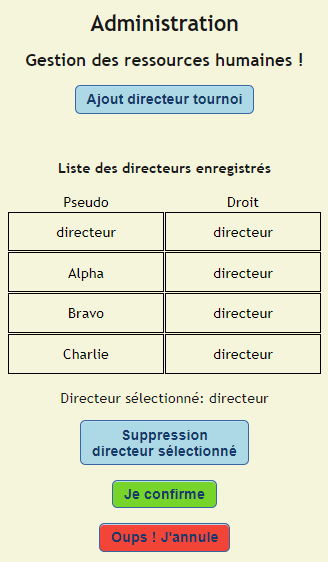 Administration
Gestion des ressources humaines !
Ajout directeur tournoi
Liste des directeurs enregistrés
Pseudo Droit
directeur directeur
Alpha directeur
Bravo directeur
Charlie directeur
Directeur sélectionné: directeur
Suppression
directeur sélectionné
Je confirme
Oups ! J'annule